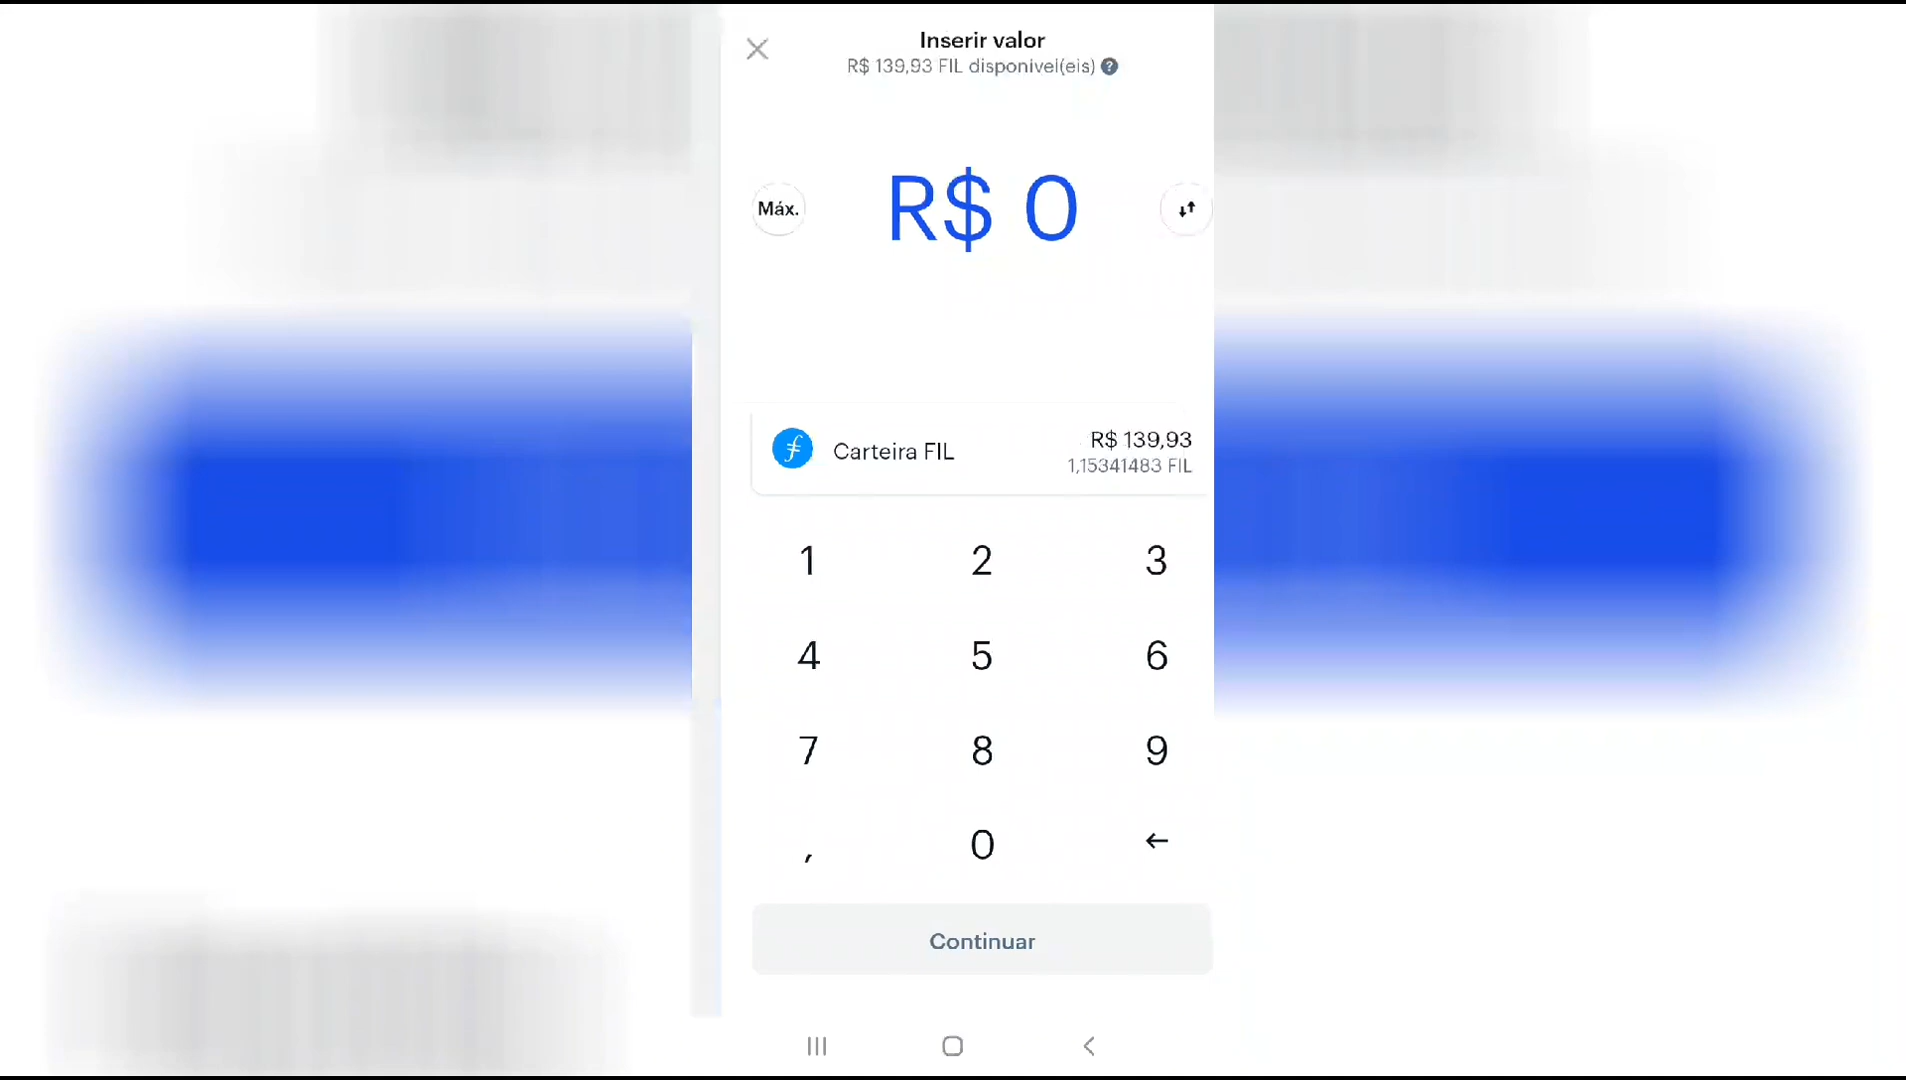 Inserir valor
R$ 139,93 FIL disponivel(eis) ?
Máx.
R$ 0
Carteira FIL
R$ 139,93
1,15341483 FIL
1 2 3
4 5 6
7 8 9
, 0 ←
Continuar